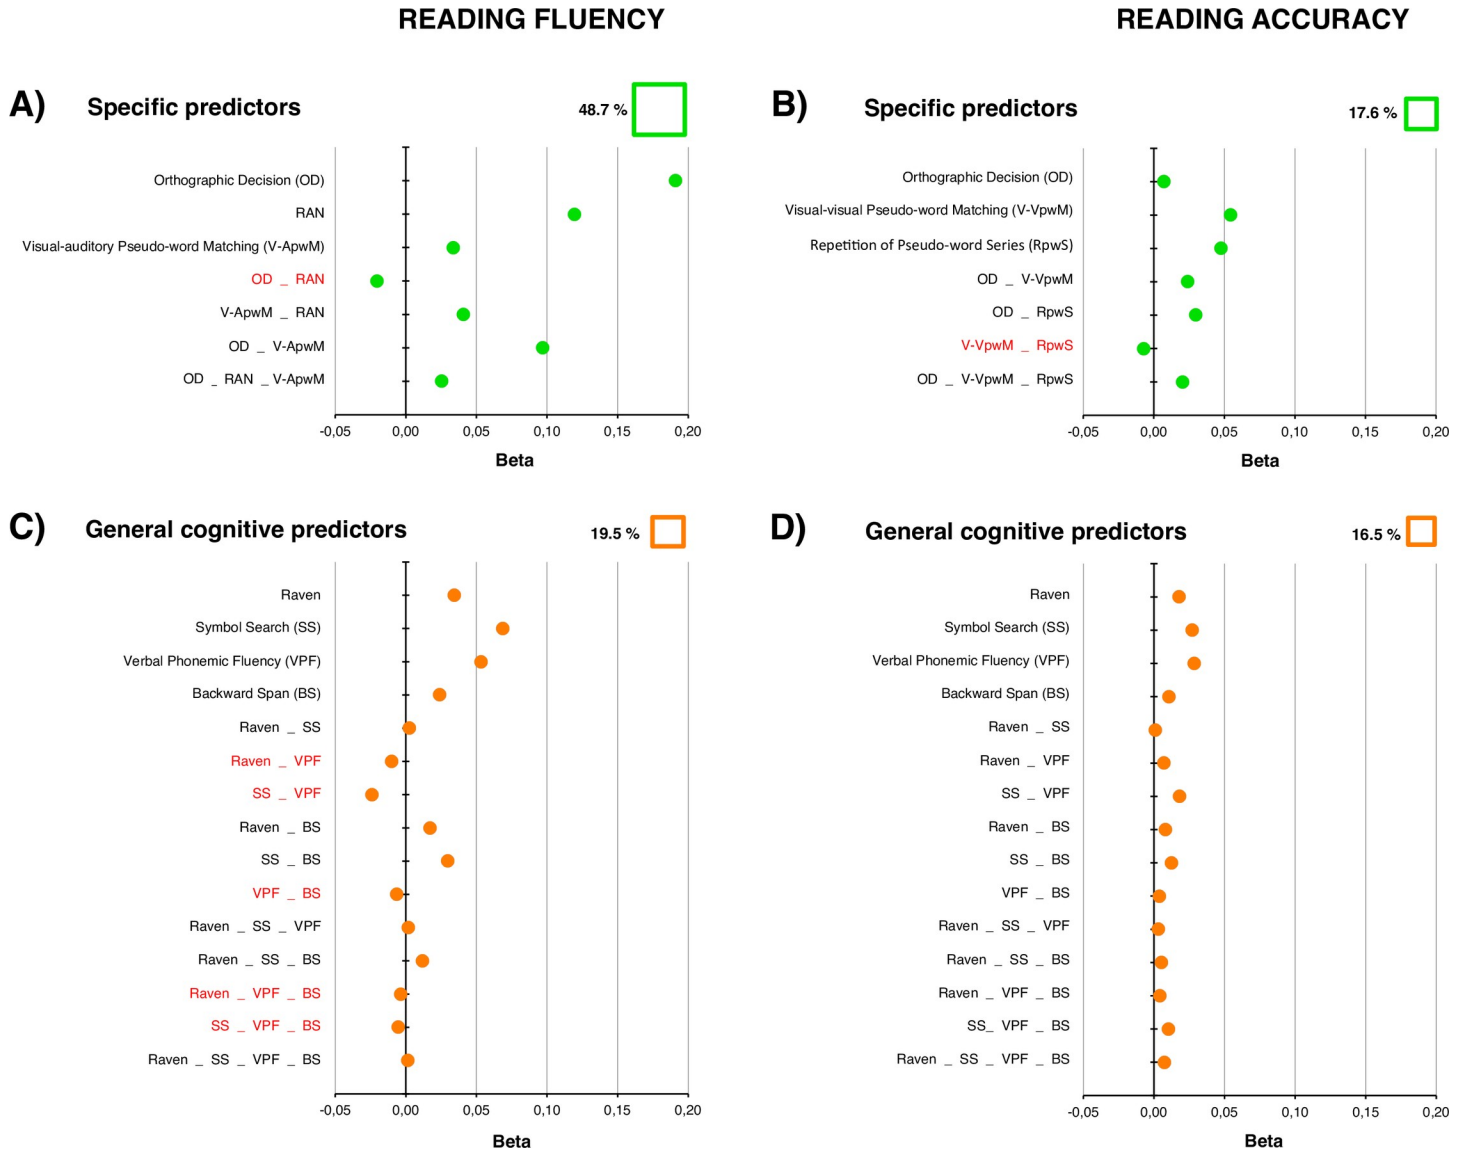 READING FLUENCY
READING ACCURACY
A) Specific predictors 48.7 %
Orthographic Decision (OD)
RAN
Visual-auditory Pseudo-word Matching (V-ApwM)
OD _ RAN
V-ApwM _ RAN
OD _ V-ApwM
OD _ RAN _ V-ApwM
-0,05 0,00 0,05 0,10 0,15 0,20
Beta
B) Specific predictors 17.6 %
Orthographic Decision (OD)
Visual-visual Pseudo-word Matching (V-VpwM)
Repetition of Pseudo-word Series (RpwS)
OD _ V-VpwM
OD _ RpwS
V-VpwM _ RpwS
OD _ V-VpwM _ RpwS
-0,05 0,00 0,05 0,10 0,15 0,20
Beta
C) General cognitive predictors 19.5 %
Raven
Symbol Search (SS)
Verbal Phonemic Fluency (VPF)
Backward Span (BS)
Raven _ SS
Raven _ VPF
SS _ VPF
Raven _ BS
SS _ BS
VPF _ BS
Raven _ SS _ VPF
Raven _ SS _ BS
Raven _ VPF _ BS
SS _ VPF _ BS
Raven _ SS _ VPF _ BS
-0,05 0,00 0,05 0,10 0,15 0,20
Beta
D) General cognitive predictors 16.5 %
Raven
Symbol Search (SS)
Verbal Phonemic Fluency (VPF)
Backward Span (BS)
Raven _ SS
Raven _ VPF
SS _ VPF
Raven _ BS
SS _ BS
VPF _ BS
Raven _ SS _ VPF
Raven _ SS _ BS
Raven _ VPF _ BS
SS_ VPF _ BS
Raven _ SS _ VPF _ BS
-0,05 0,00 0,05 0,10 0,15 0,20
Beta